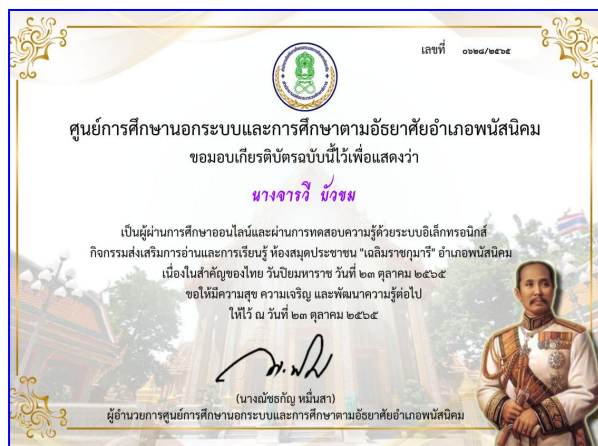 เลขที่ ๐๖๒๘/๒๕๖๕
ศูนย์การศึกษานอกระบบและการศึกษาตามอัธยาศัยอำเภอพนัสนิคม
ขอมอบเกียรติบัตรฉบับนี้ไว้เพื่อแสดงว่า
นางจารวี บัวขม
เป็นผู้ผ่านการศึกษาออนไลน์และผ่านการทดสอบความรู้ด้วยระบบอิเล็กทรอนิกส์
กิจกรรมส่งเสริมการอ่านและการเรียนรู้ ห้องสมุดประชาชน "เฉลิมราชกุมารี" อำเภอพนัสนิคม
เนื่องในสำคัญของไทย วันปิยมหาราช วันที่ ๒๓ ตุลาคม ๒๕๖๕
ขอให้มีความสุข ความเจริญ และพัฒนาความรู้ต่อไป
ให้ไว้ ณ วันที่ ๒๓ ตุลาคม ๒๕๖๕
(นางณัชธกัญ หมื่นสา)
ผู้อำนวยการศูนย์การศึกษานอกระบบและการศึกษาตามอัธยาศัยอำเภอพนัสนิคม